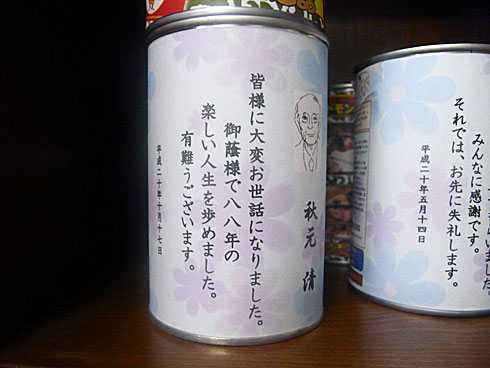 皆様に大変お世話になりました。
御蔭様で八八年の
楽しい人生を歩めました。
有難うございます。
平成二十年十月十七日
秋元 清
みんなに感謝です。
それでは、お先に失礼します。
平成二十年五月十四日